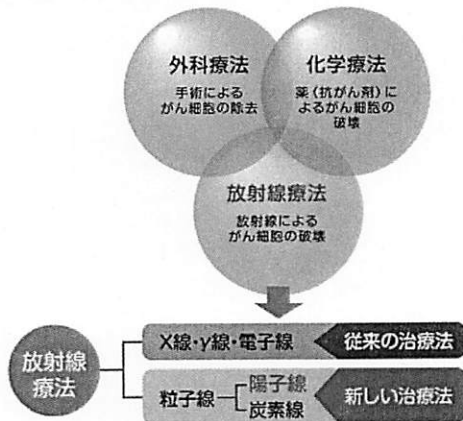 外科療法
手術による
がん細胞の除去
化学療法
薬(抗がん剤)に
よるがん細胞の
破壊
放射線療法
放射線による
がん細胞の破壊
放射線
療法
X線・γ線・電子線
従来の治療法
粒子線
陽子線
炭素線
新しい治療法